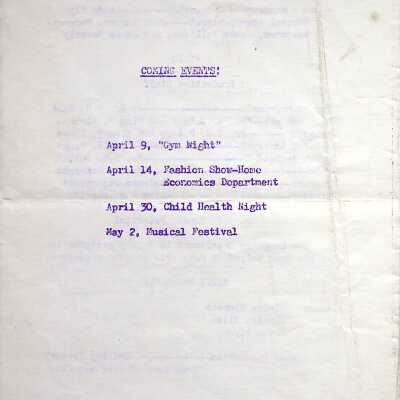 COMING EVENTS:
April 9, "Gym Night"
April 14, Fashion Show-Home
Economics Department
April 30, Child Health Night
May 2, Musical Festival